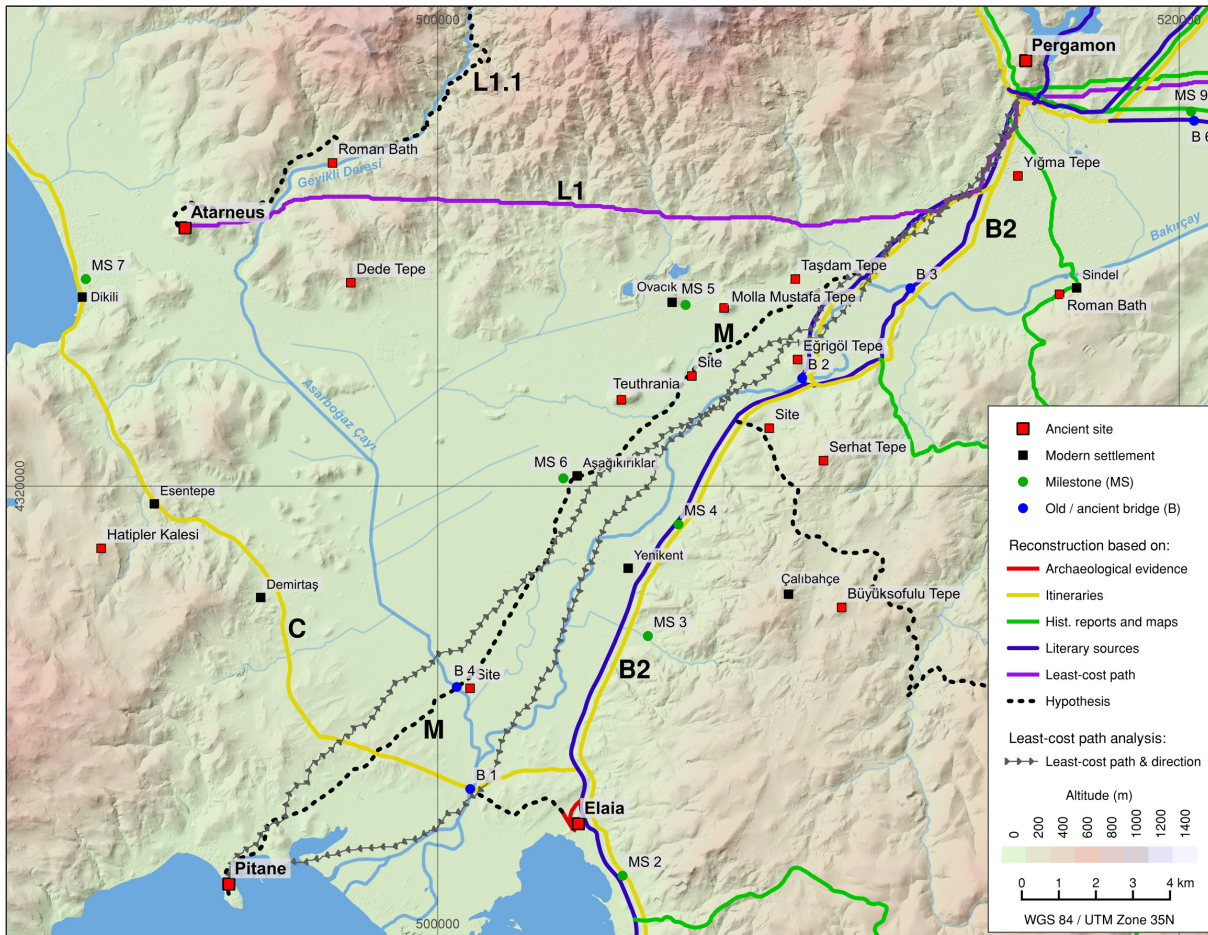 500000
520000
Pergamon
L1.1
MS 9
B 6
Roman Bath
Geyikli Deresi
Yığma Tepe
L1
Atarneus
B2
Bakırçay
MS 7
Dede Tepe
Taşdam Tepe
B 3
Sindel
Dikili
Ovacık
MS 5
Molla Mustafa Tepe
Roman Bath
M
Eğrigöl Tepe
Site
B 2
Teuthrania
Asarboğaz Çayı
Site
Serhat Tepe
MS 6
Aşağıkırıklar
4320000
Esentepe
MS 4
Hatipler Kalesi
Yenikent
Demirtaş
Çalıbahçe
Büyüksofulu Tepe
C
MS 3
B 4
Site
B2
M
B 1
Elaia
Pitane
MS 2
500000
Ancient site
Modern settlement
Milestone (MS)
Old / ancient bridge (B)
Reconstruction based on:
Archaeological evidence
Itineraries
Hist. reports and maps
Literary sources
Least-cost path
Hypothesis
Least-cost path analysis:
Least-cost path & direction
Altitude (m)
0 200 400 600 800 1000 1200 1400
0 1 2 3 4 km
WGS 84 / UTM Zone 35N